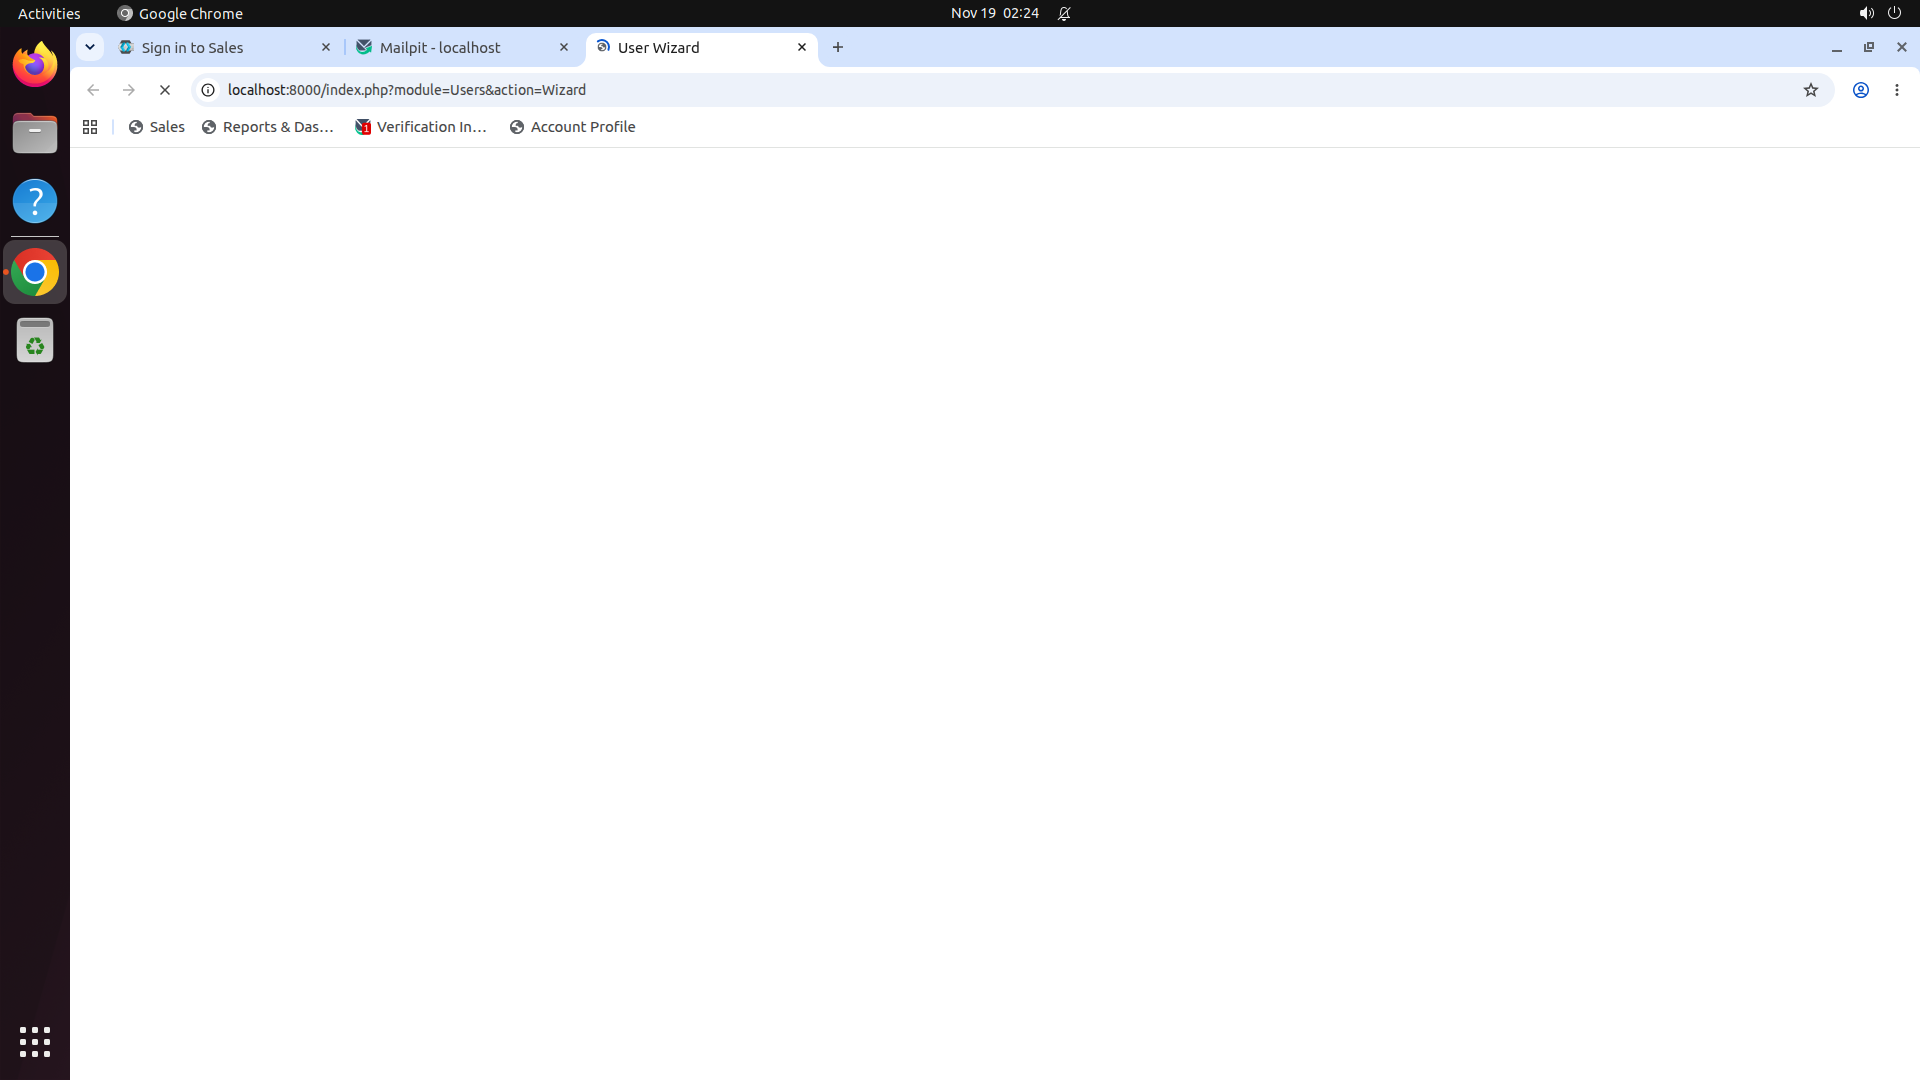 Activities
Google Chrome
Nov 19 02:24
Sign in to Sales
Mailpit - localhost
User Wizard
localhost:8000/index.php?module=Users&action=Wizard
Sales
Reports & Das…
1
Verification In…
Account Profile